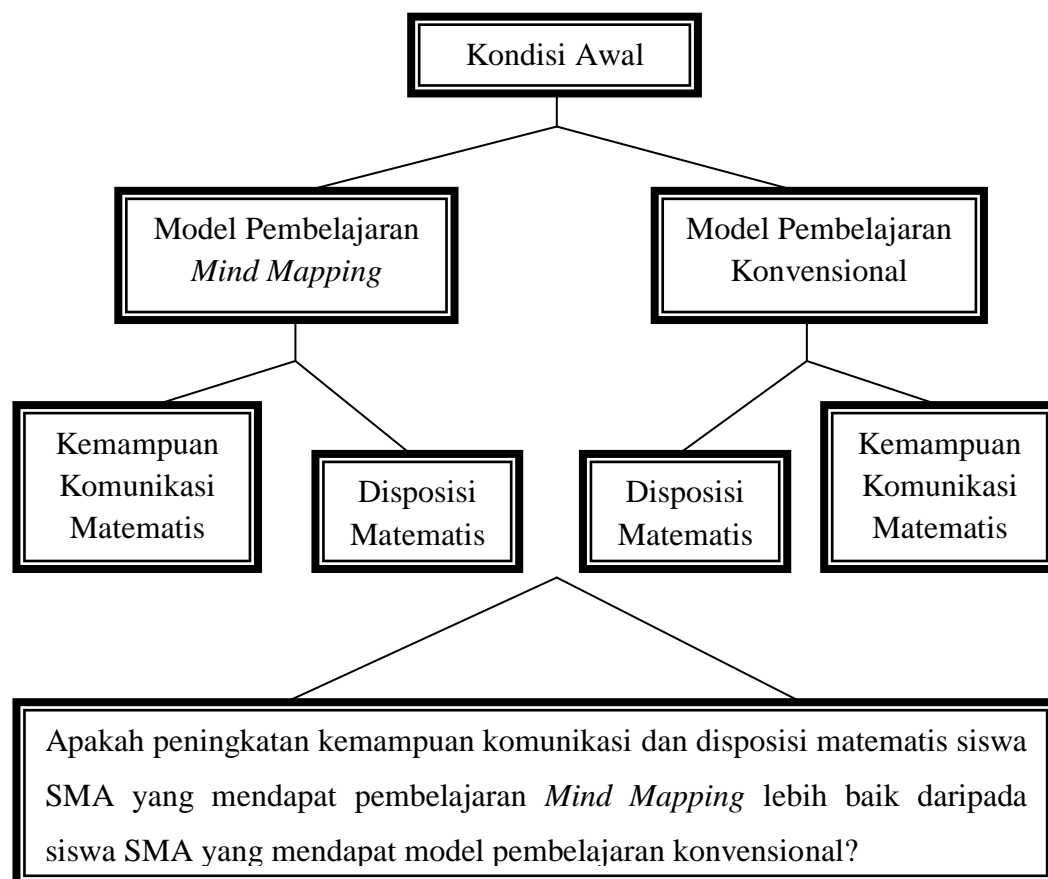 Kondisi Awal
Model Pembelajaran
Mind Mapping
Model Pembelajaran
Konvensional
Kemampuan
Komunikasi
Matematis
Disposisi
Matematis
Disposisi
Matematis
Kemampuan
Komunikasi
Matematis
Apakah peningkatan kemampuan komunikasi dan disposisi matematis siswa
SMA yang mendapat pembelajaran Mind Mapping lebih baik daripada
siswa SMA yang mendapat model pembelajaran konvensional?